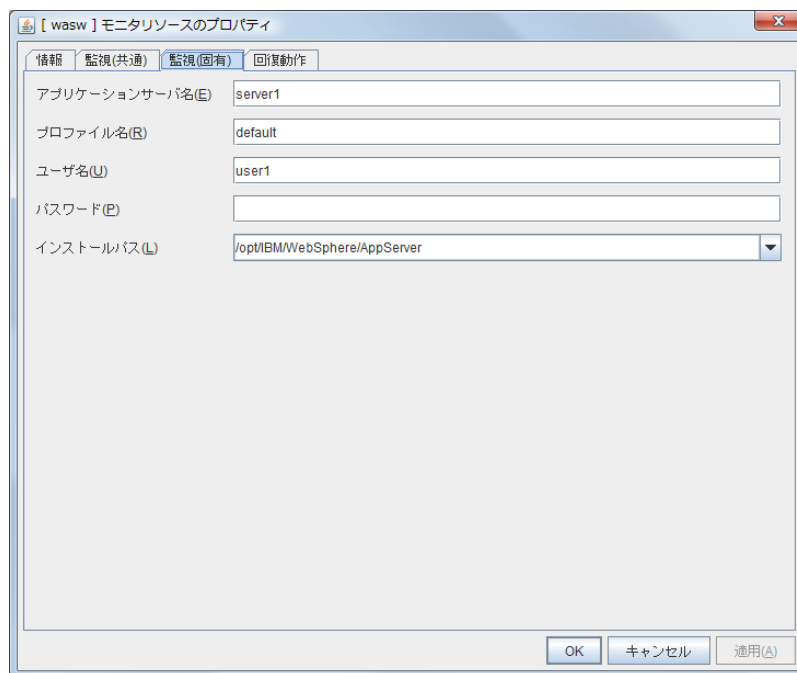 [ wasw ] モニタリソースのプロパティ
情報 監視(共通) 監視(固有) 回復動作
アプリケーションサーバ名(E) server1
プロファイル名(R) default
ユーザ名(U) user1
パスワード(P)
インストールパス(L) /opt/IBM/WebSphere/AppServer
OK キャンセル 適用(A)